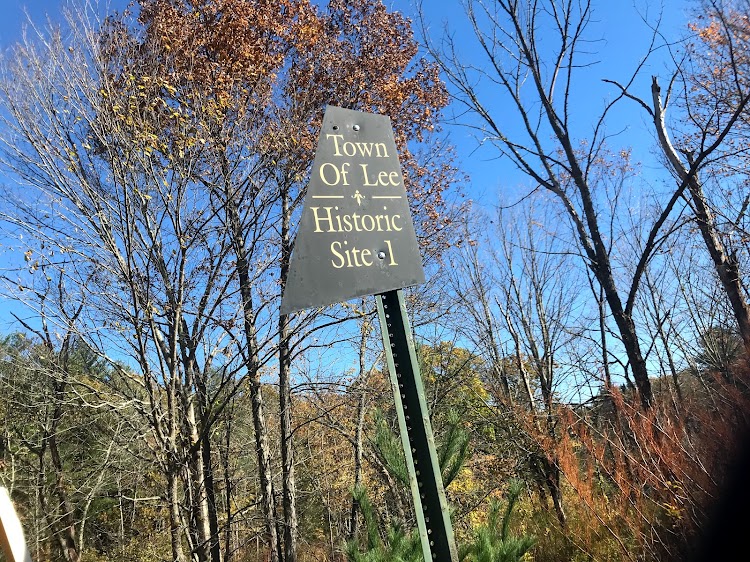 Town
Of Lee
Historic
Site 1